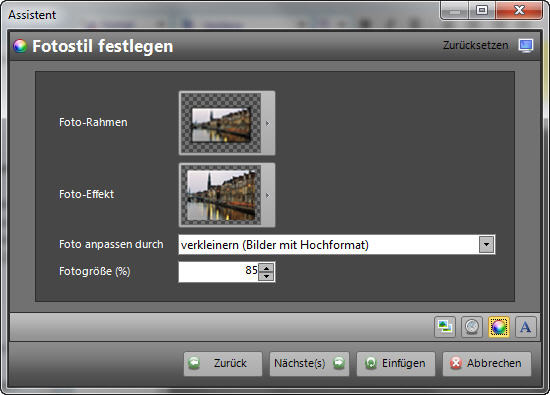 Assistent
Fotostil festlegen
Zurücksetzen
Foto-Rahmen
Foto-Effekt
Foto anpassen durch
verkleinern (Bilder mit Hochformat)
Fotogröße (%)
85
A
Zurück
Nächste(s)
Einfügen
Abbrechen